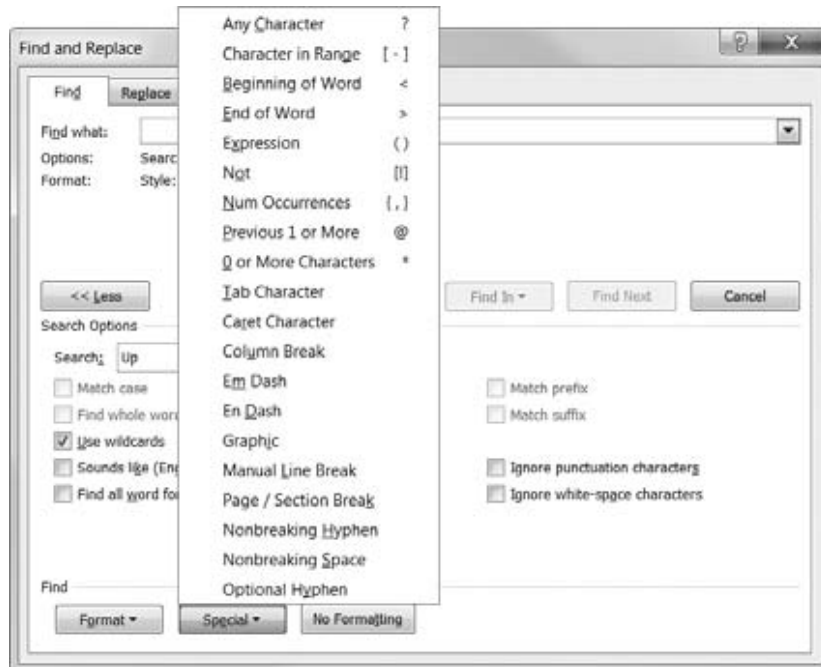 Find and Replace
? X
Find Replace
Find what:
Options: Searc
Format: Style:
Any Character ?
Character in Range [ - ]
Beginning of Word <
End of Word >
Expression ( )
Not [!]
Num Occurrences { , }
Previous 1 or More @
0 or More Characters *
Tab Character
Caret Character
Column Break
Em Dash
En Dash
Graphic
Manual Line Break
Page / Section Break
Nonbreaking Hyphen
Nonbreaking Space
Optional Hyphen
<< Less Find In Find Next Cancel
Search Options
Search: Up
Match case Match prefix
Find whole word Match suffix
Use wildcards
Sounds like (Eng Ignore punctuation characters
Find all word for Ignore white-space characters
Find
Format Special No Formatting